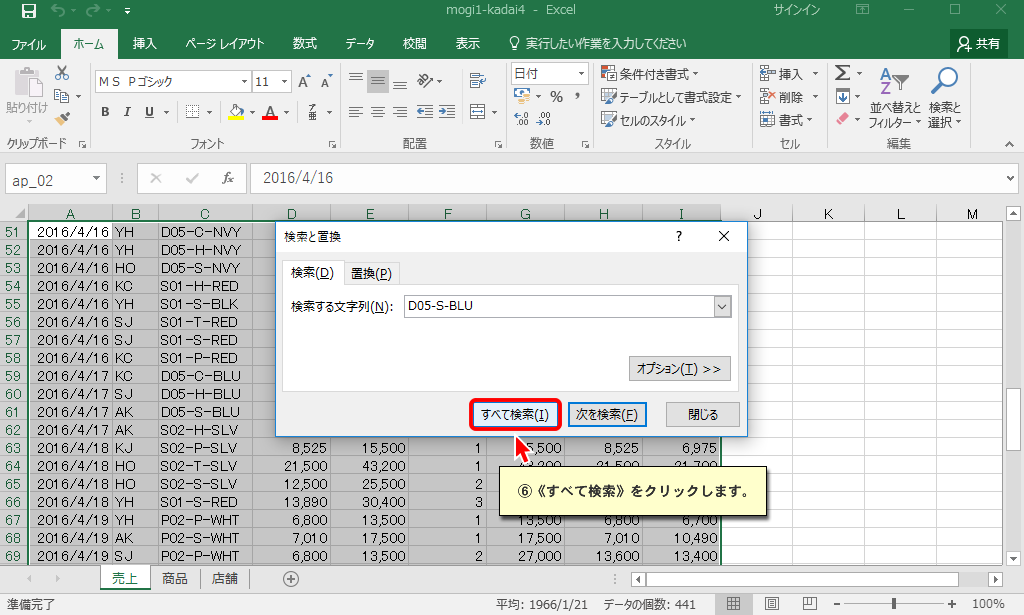 mogi1-kadai4 - Excel
サインイン
ファイル ホーム 挿入 ページ レイアウト 数式 データ 校閲 表示 実行したい作業を入力してください 共有
貼り付け
ＭＳ Ｐゴシック 11
B I U
日付
% ,
条件付き書式
テーブルとして書式設定
セルのスタイル
挿入
削除
書式
並べ替えと
フィルター
検索と
選択
クリップボード フォント 配置 数値 スタイル セル 編集
ap_02 fx 2016/4/16
A B C D E F G H I J K L M
51 2016/4/16 YH D05-C-NVY
52 2016/4/16 YH D05-H-NVY
53 2016/4/16 HO D05-S-NVY
54 2016/4/16 KC S01-H-RED
55 2016/4/16 YH S01-S-BLK
56 2016/4/16 SJ S01-T-RED
57 2016/4/16 SJ S01-S-RED
58 2016/4/16 KC S01-P-RED
59 2016/4/17 KC D05-C-BLU
60 2016/4/17 SJ D05-H-BLU
61 2016/4/17 AK D05-S-BLU
62 2016/4/17 AK S02-H-SLV
63 2016/4/18 KJ S02-P-SLV 8,525 15,500 1 15,500 8,525 6,975
64 2016/4/18 HO S02-T-SLV 21,500 43,200 1 43,200 21,500 21,700
65 2016/4/18 HO S02-S-SLV 12,500 25,500 2
66 2016/4/18 YH S01-S-RED 13,890 30,400 3
67 2016/4/19 YH P02-P-WHT 6,800 13,500 1 13,500 6,800 6,700
68 2016/4/19 AK P02-S-WHT 7,010 17,500 1 17,500 7,010 10,490
69 2016/4/19 SJ P02-P-WHT 6,800 13,500 2 27,000 13,600 13,400
検索と置換 ?
検索(D) 置換(P)
検索する文字列(N): D05-S-BLU
オプション(T) >>
すべて検索(I) 次を検索(F) 閉じる
⑥《すべて検索》をクリックします。
売上 商品 店舗
準備完了 平均: 1966/1/21 データの個数: 441 100%